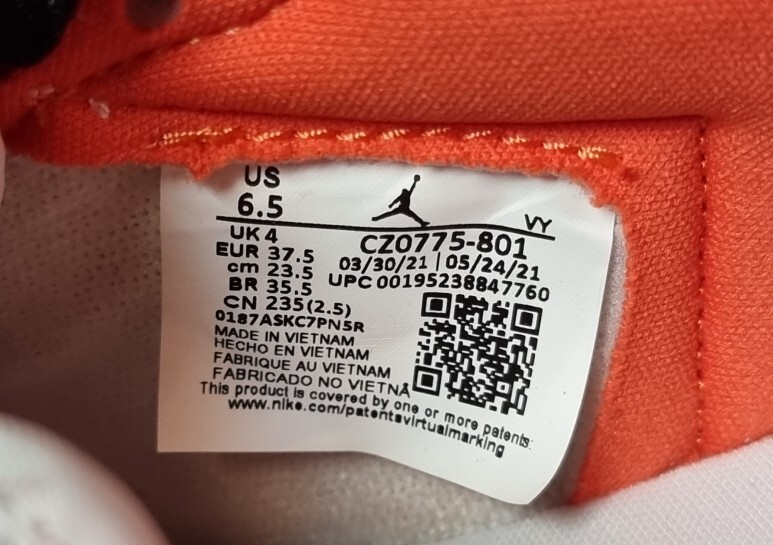 US
6.5
VY
UK 4
EUR 37.5
cm 23.5
BR 35.5
CN 235(2.5)
CZ0775-801
03/30/21 | 05/24/21
UPC 00195238847760
0187ASKC7PN5R
MADE IN VIETNAM
HECHO EN VIETNAM
FABRIQUE AU VIETNAM
FABRICADO NO VIETNÃ
This product is covered by one or more patents:
www.nike.com/patentsvirtualmarking